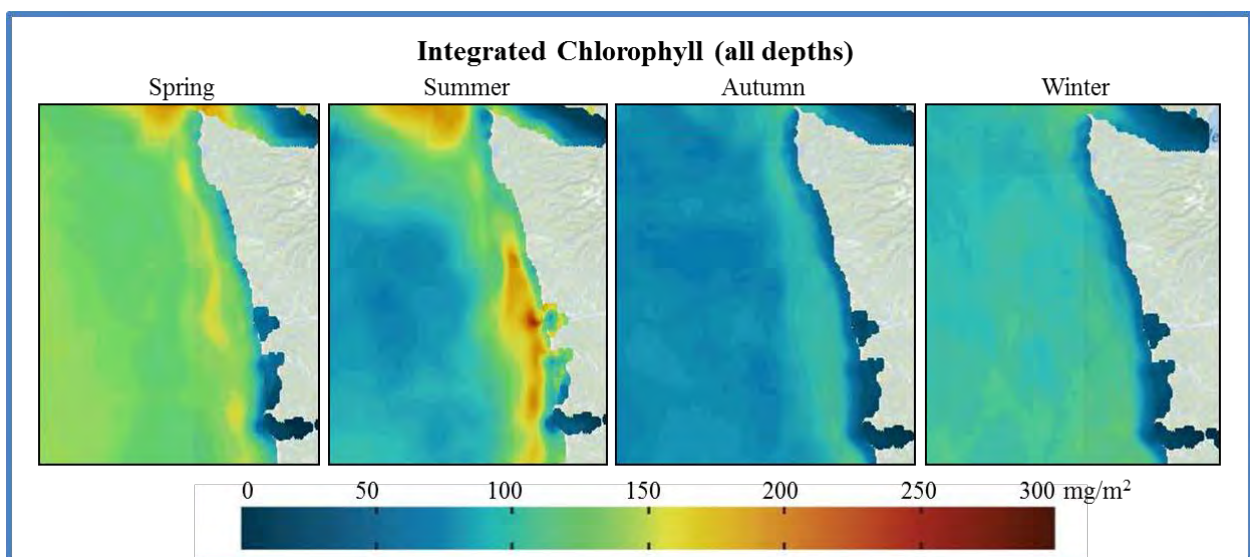 Integrated Chlorophyll (all depths)
Spring Summer Autumn Winter
0 50 100 150 200 250 300 mg/m²